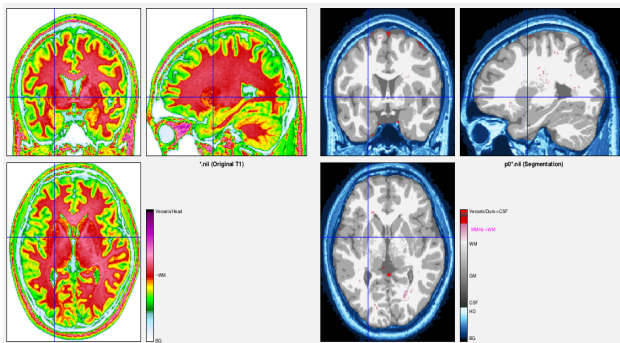 *.nii (Original T1)
p0*.nii (Segmentation)
Vessels/Head
~WM
BG
Vessels/Dura->CSF
WMHs->WM
WM
GM
CSF
HD
BG